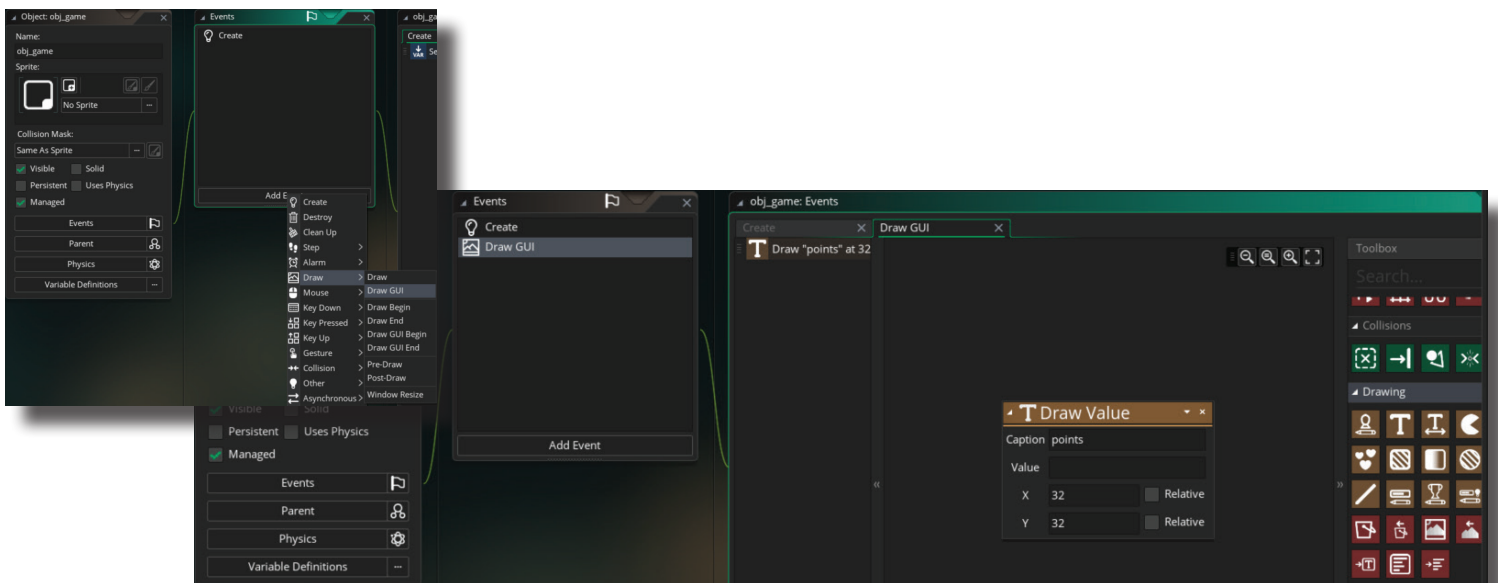 Object: obj_game
Name:
obj_game
Sprite:
No Sprite
Collision Mask:
Same As Sprite
Visible
Solid
Persistent
Uses Physics
Managed
Events
Parent
Physics
Variable Definitions
Events
Create
Add E
Create
Destroy
Clean Up
Step
Alarm
Draw
Mouse
Key Down
Key Pressed
Key Up
Gesture
Collision
Other
Asynchronous
Draw
Draw GUI
Draw Begin
Draw End
Draw GUI Begin
Draw GUI End
Pre-Draw
Post-Draw
Window Resize
obj_ga
Create
VAR
Se
Visible
Solid
Persistent
Uses Physics
Managed
Events
Parent
Physics
Variable Definitions
Events
Create
Draw GUI
Add Event
obj_game: Events
Create
Draw GUI
Draw "points" at 32
Draw Value
Caption points
Value
X 32 Relative
Y 32 Relative
Toolbox
Search...
Collisions
Drawing